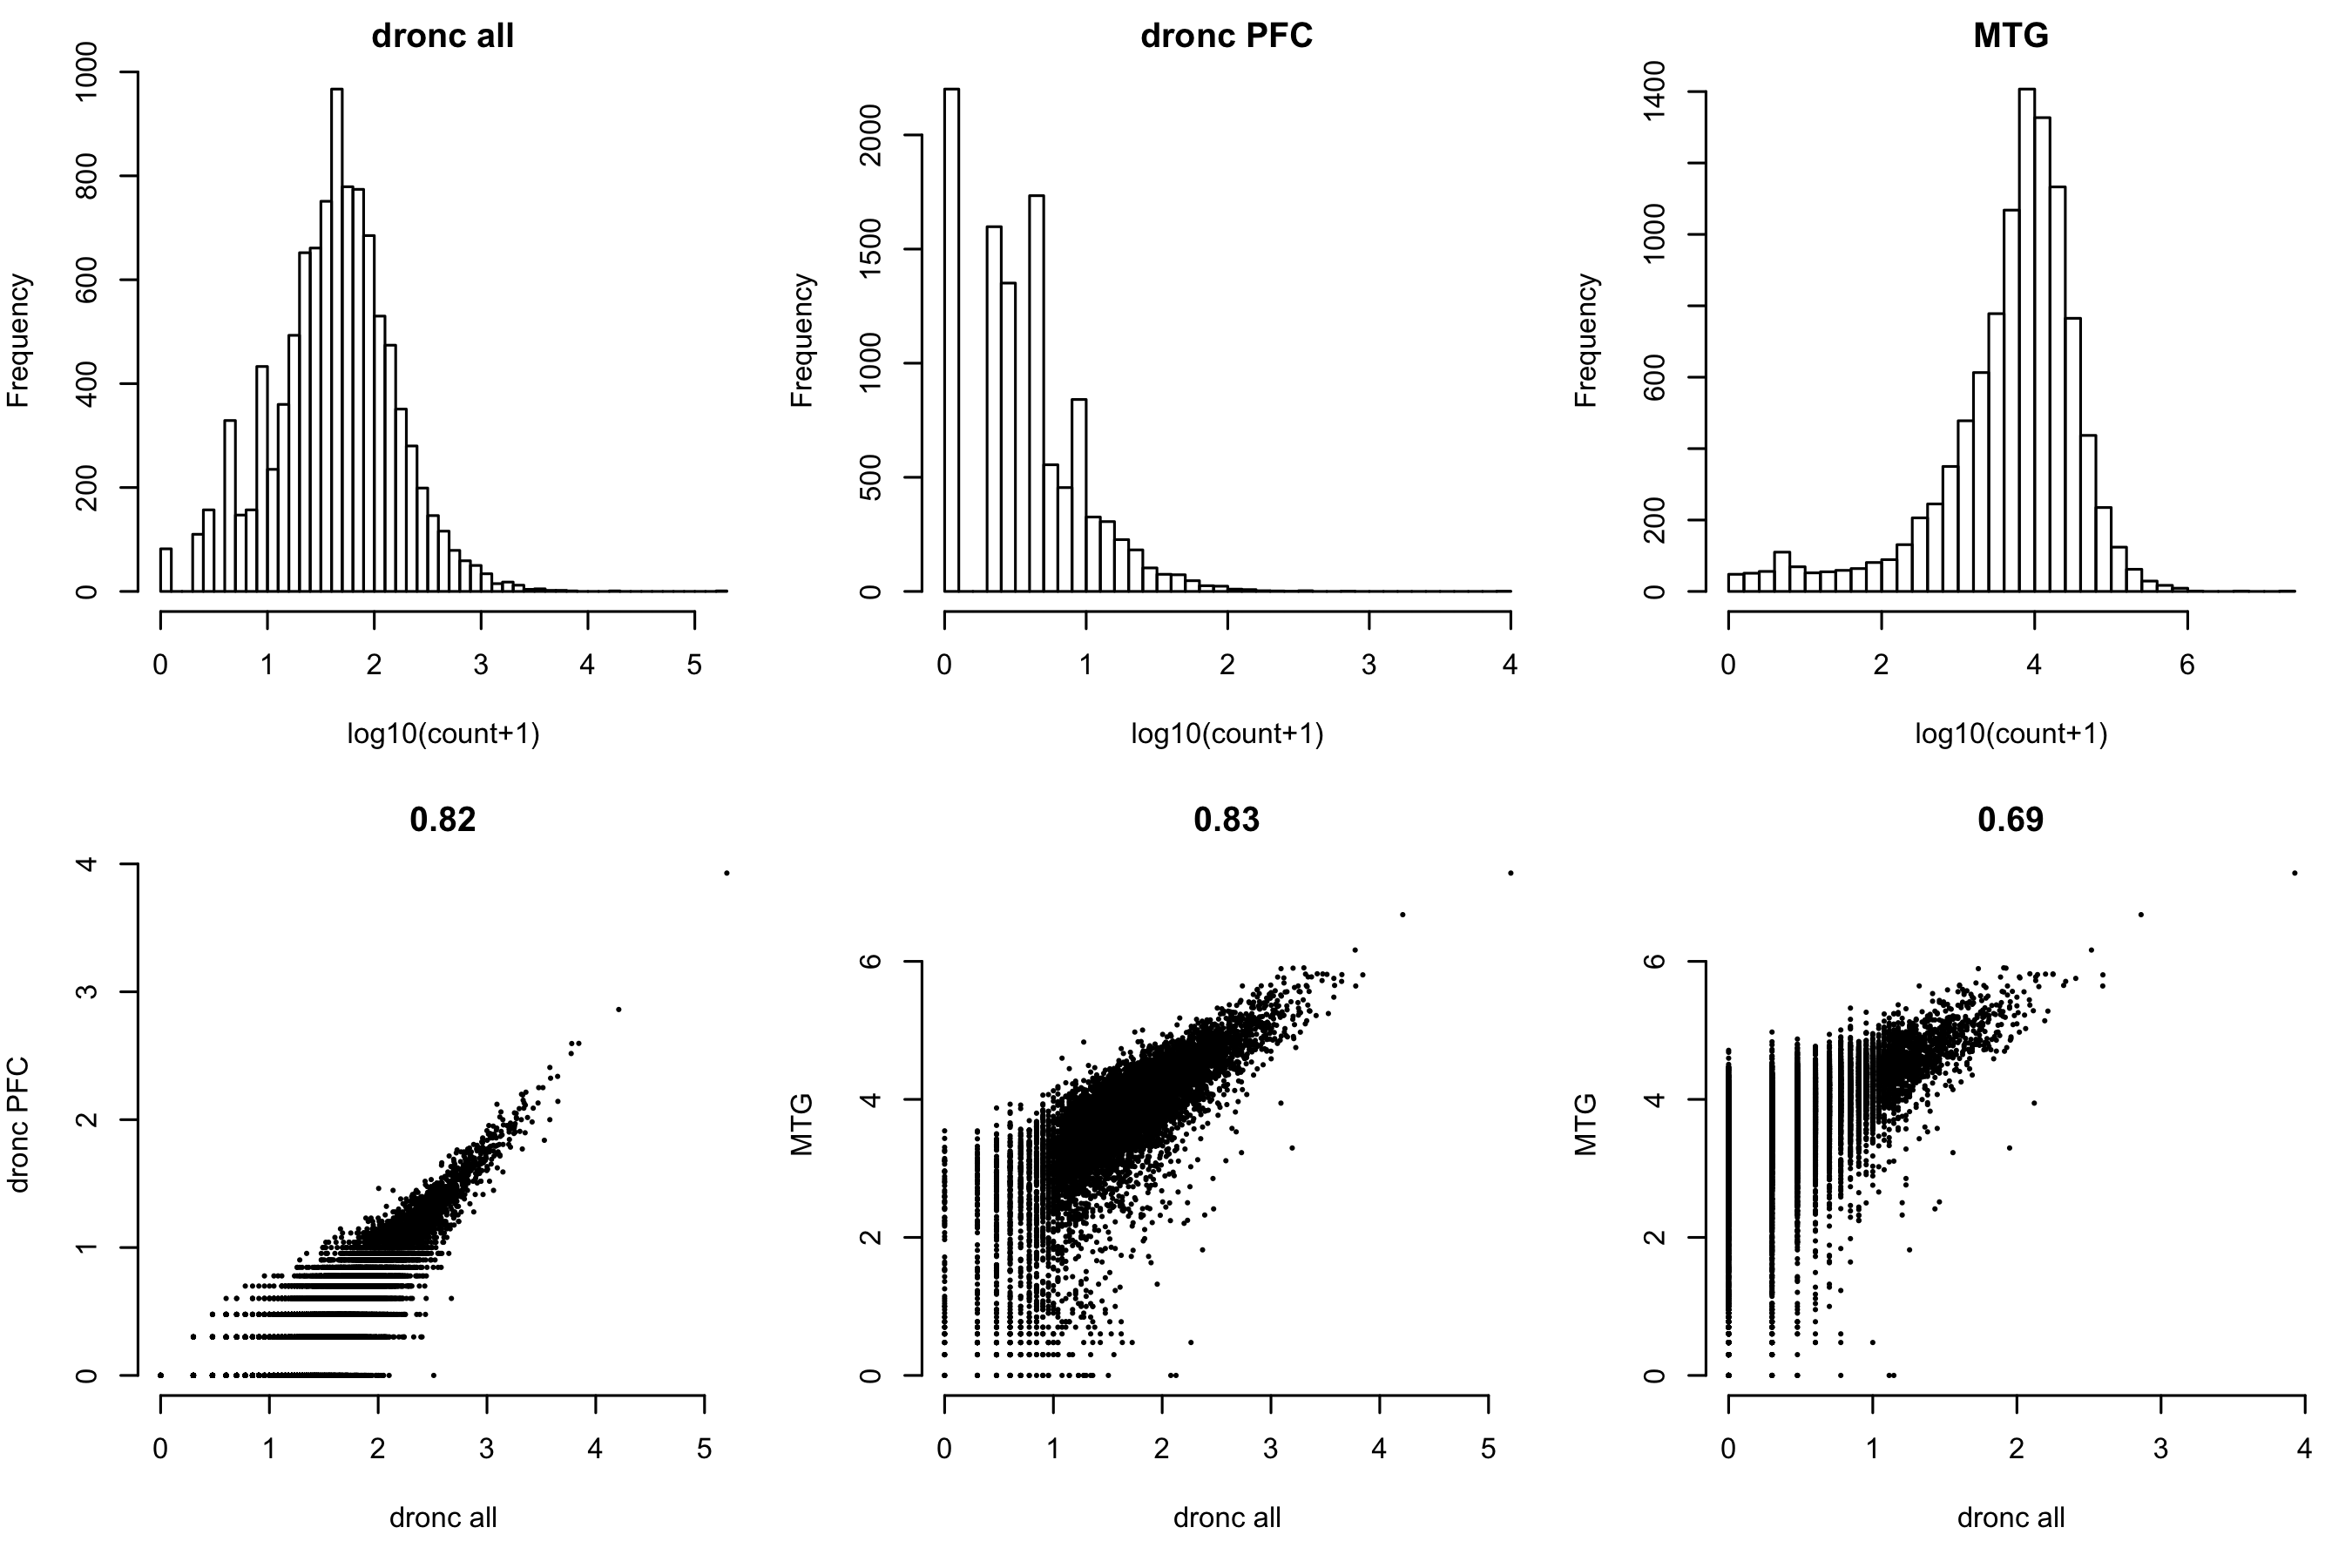 dronc all
Frequency
0 200 400 600 800 1000
0 1 2 3 4 5
log10(count+1)
dronc PFC
Frequency
0 500 1000 1500 2000
0 1 2 3 4
log10(count+1)
MTG
Frequency
0 200 600 1000 1400
0 2 4 6
log10(count+1)
0.82
dronc PFC
0 1 2 3 4
0 1 2 3 4 5
dronc all
0.83
MTG
0 2 4 6
0 1 2 3 4 5
dronc all
0.69
MTG
0 2 4 6
0 1 2 3 4
dronc all